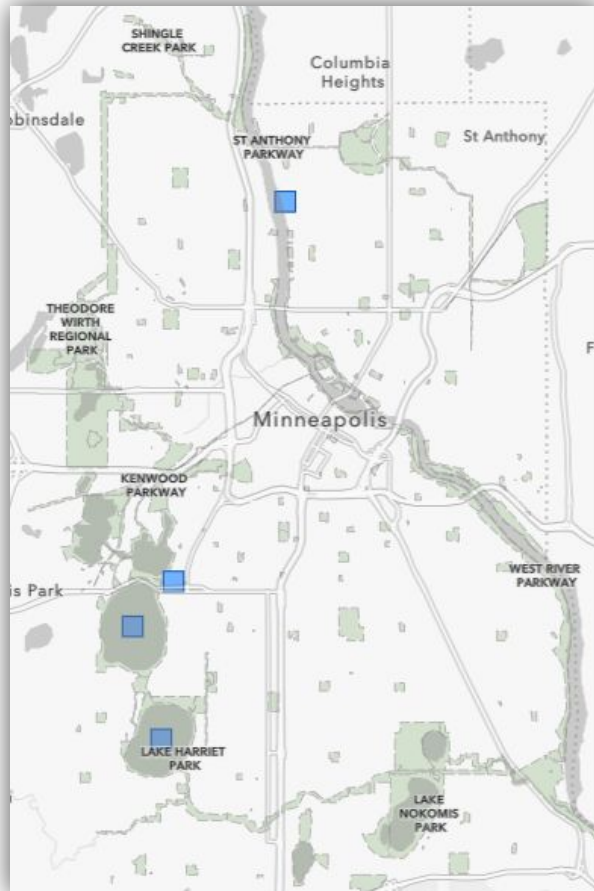 SHINGLE
CREEK PARK
Columbia
Heights
obinsdale
ST ANTHONY
PARKWAY
St Anthony
THEODORE
WIRTH
REGIONAL
PARK
F
Minneapolis
KENWOOD
PARKWAY
WEST RIVER
PARKWAY
is Park
LAKE HARRIET
PARK
LAKE
NOKOMIS
PARK